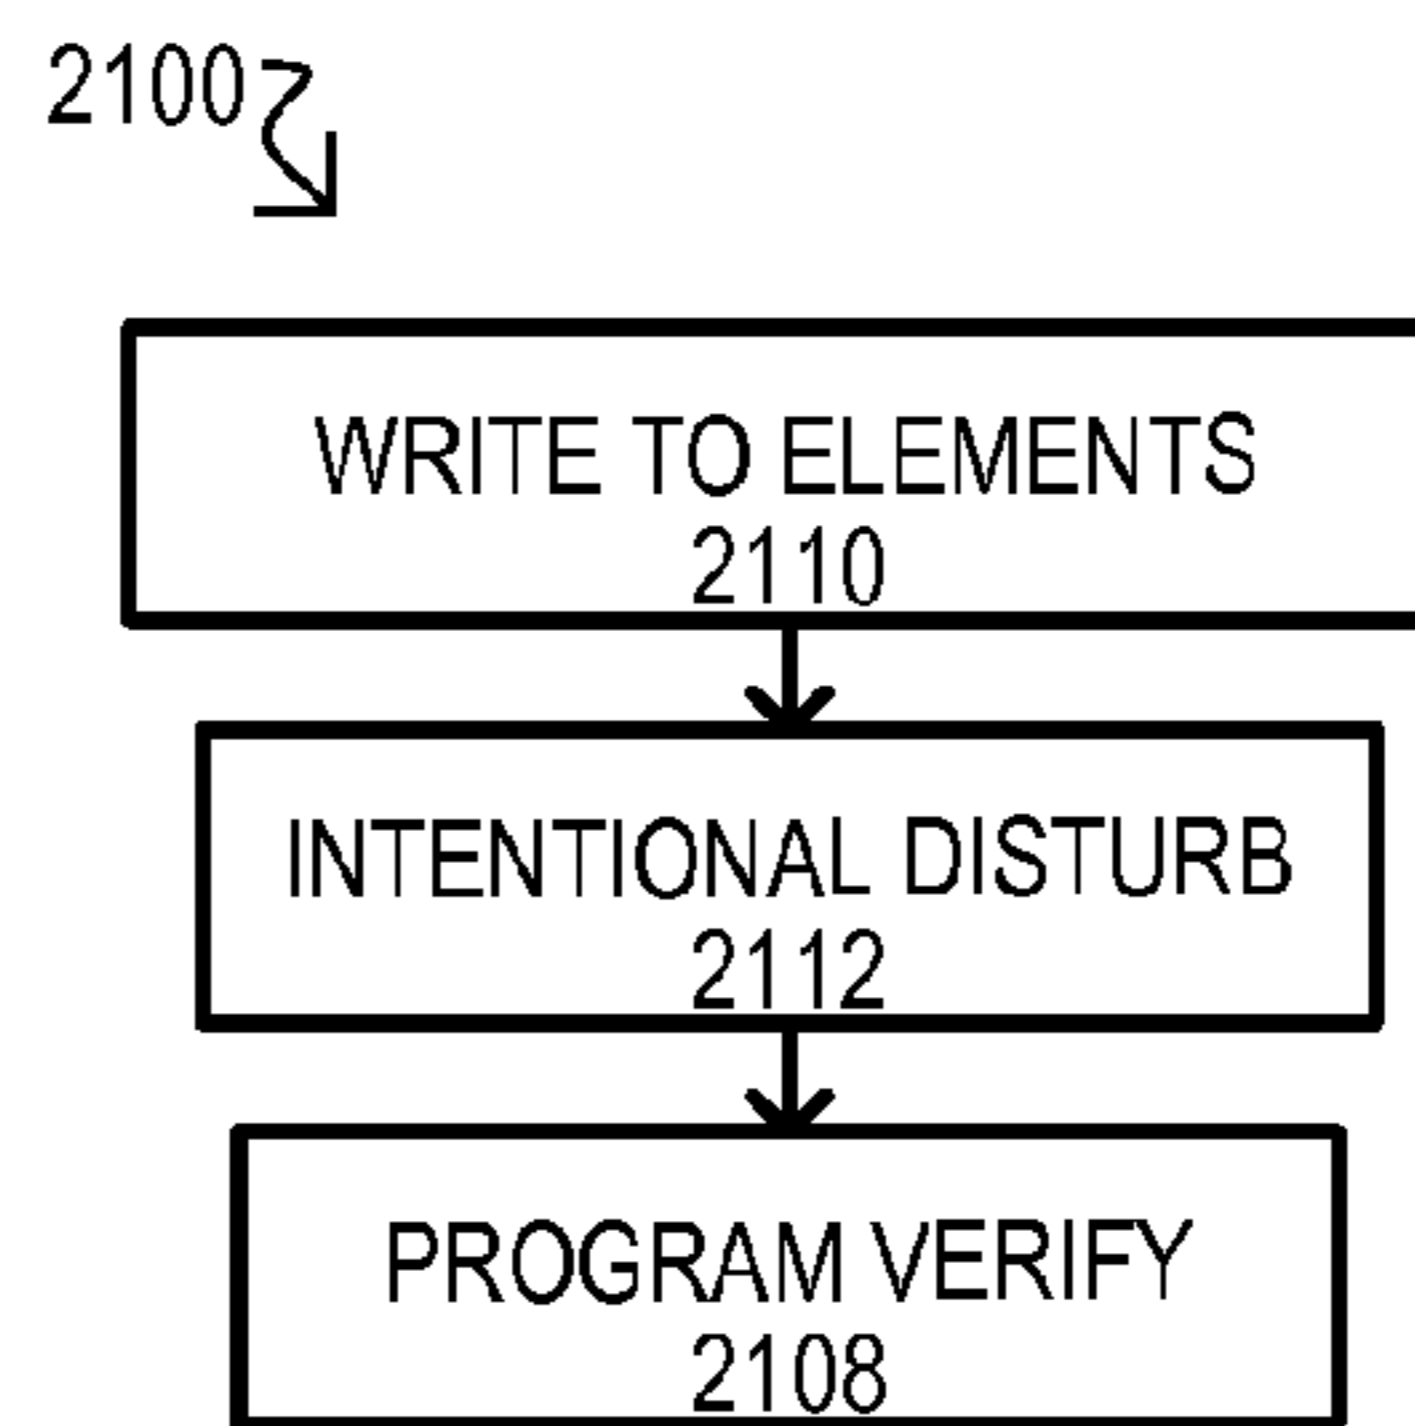 2100
WRITE TO ELEMENTS
2110
INTENTIONAL DISTURB
2112
PROGRAM VERIFY
2108